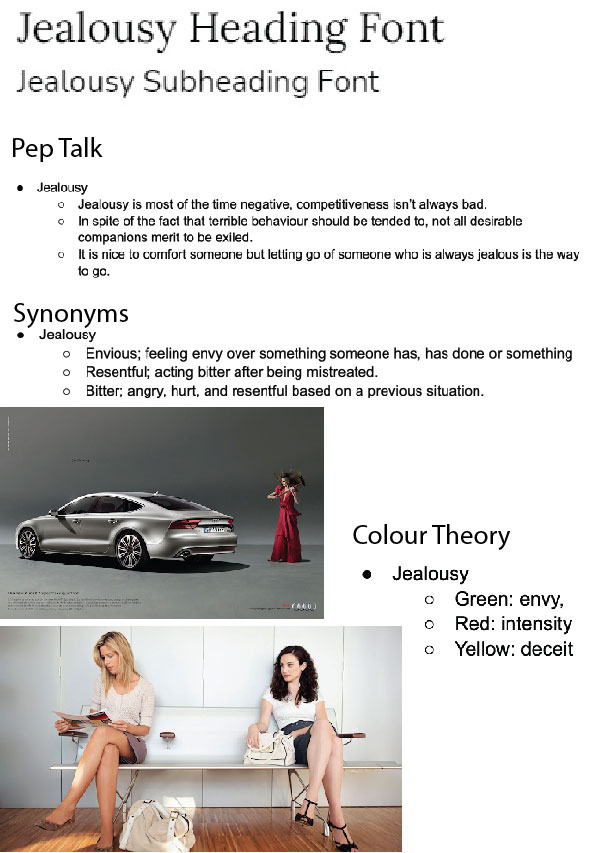 Jealousy Heading Font
Jealousy Subheading Font
Pep Talk
● Jealousy
○ Jealousy is most of the time negative, competitiveness isn't always bad.
○ In spite of the fact that terrible behaviour should be tended to, not all desirable
companions merit to be exiled.
○ It is nice to comfort someone but letting go of someone who is always jealous is the way
to go.
Synonyms
● Jealousy
○ Envious; feeling envy over something someone has, has done or something
○ Resentful; acting bitter after being mistreated.
○ Bitter; angry, hurt, and resentful based on a previous situation.
Colour Theory
● Jealousy
○ Green: envy,
○ Red: intensity
○ Yellow: deceit